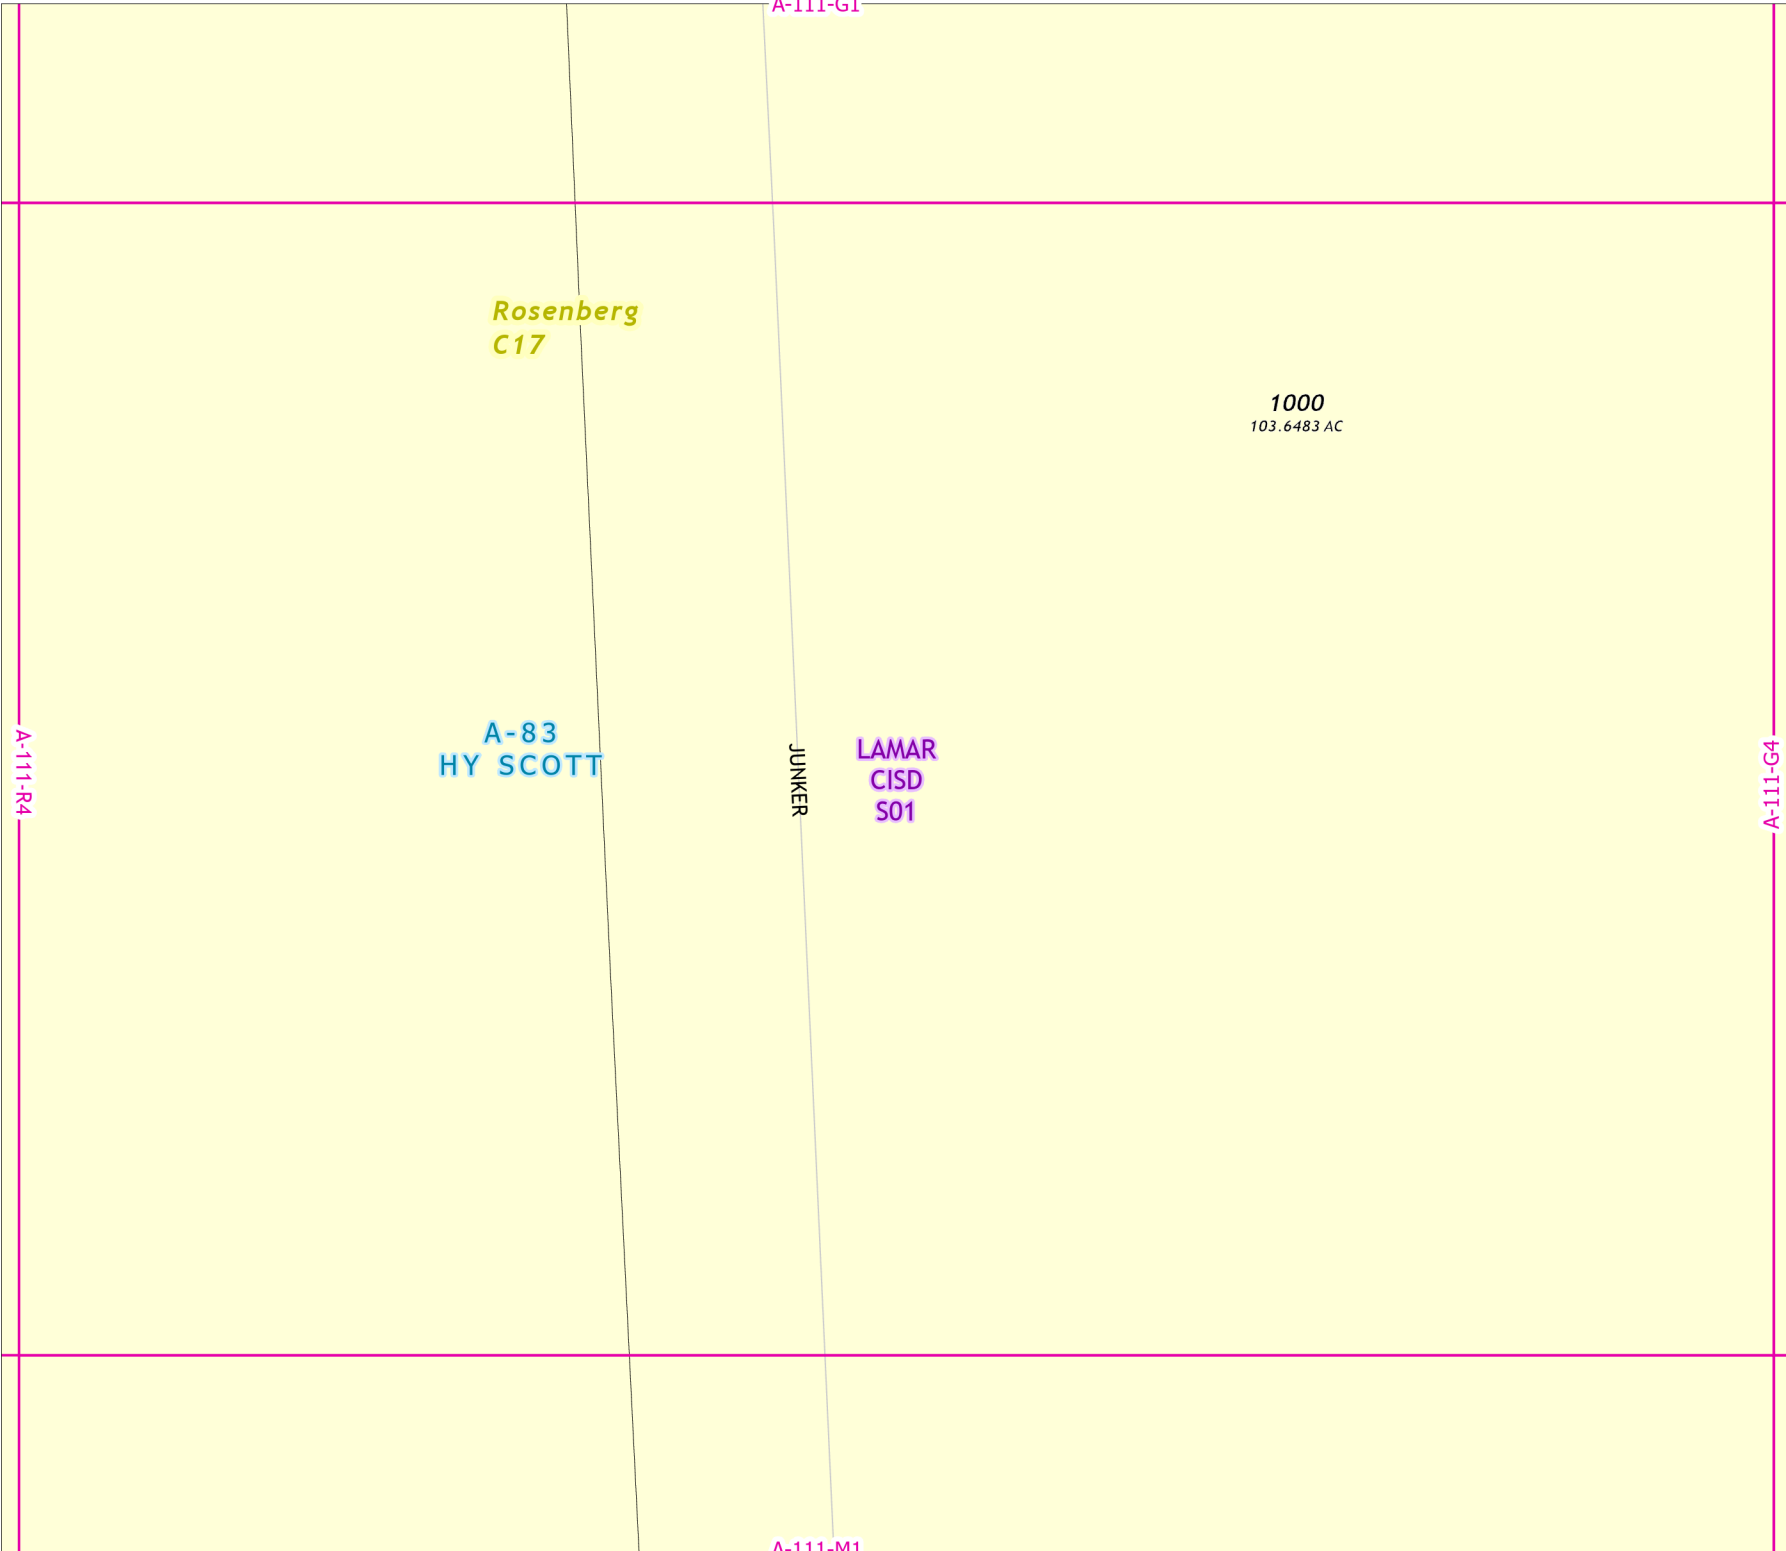 A-111-G1
Rosenberg
C17
1000
103.6483 AC
A-83
HY SCOTT
A-111-R4
JUNKER
LAMAR
CISD
S01
A-111-G4
A-111-M1